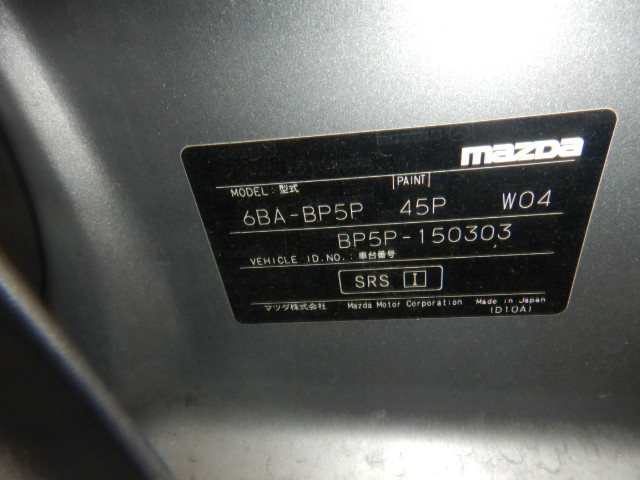 mazda
MODEL : 型式 PAINT
6BA-BP5P 45P W04
BP5P-150303
VEHICLE ID.NO. : 車台番号
SRS I
マツダ株式会社 Mazda Motor Corporation Made in Japan
(D10A)